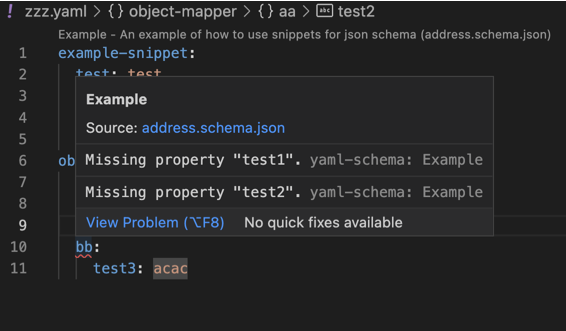 ! zzz.yaml > {} object-mapper > {} aa > abc test2
Example - An example of how to use snippets for json schema (address.schema.json)
1 example-snippet:
2 test: test
3
4
5
6 ob
7
8
9
Example
Source: address.schema.json
Missing property "test1". yaml-schema: Example
Missing property "test2". yaml-schema: Example
View Problem (⌥F8) No quick fixes available
10 bb:
11 test3: acac